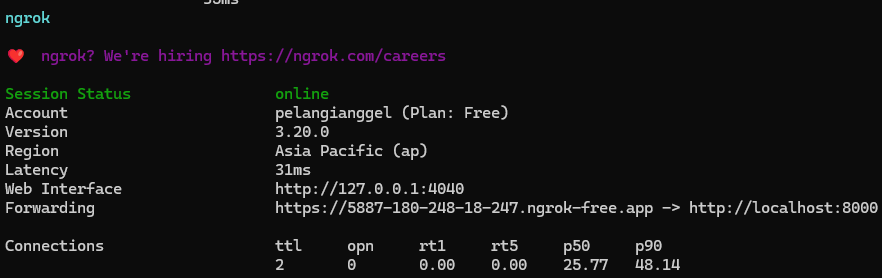 ngrok
❤️ ngrok? We're hiring https://ngrok.com/careers
Session Status online
Account pelangianggel (Plan: Free)
Version 3.20.0
Region Asia Pacific (ap)
Latency 31ms
Web Interface http://127.0.0.1:4040
Forwarding https://5887-180-248-18-247.ngrok-free.app -> http://localhost:8000
Connections ttl opn rt1 rt5 p50 p90
2 0 0.00 0.00 25.77 48.14